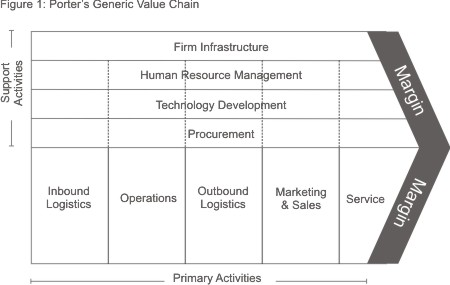 Figure 1: Porter's Generic Value Chain
Support
Activities
Firm Infrastructure
Human Resource Management
Technology Development
Procurement
Margin
Inbound
Logistics
Operations
Outbound
Logistics
Marketing
& Sales
Service
Margin
Primary Activities